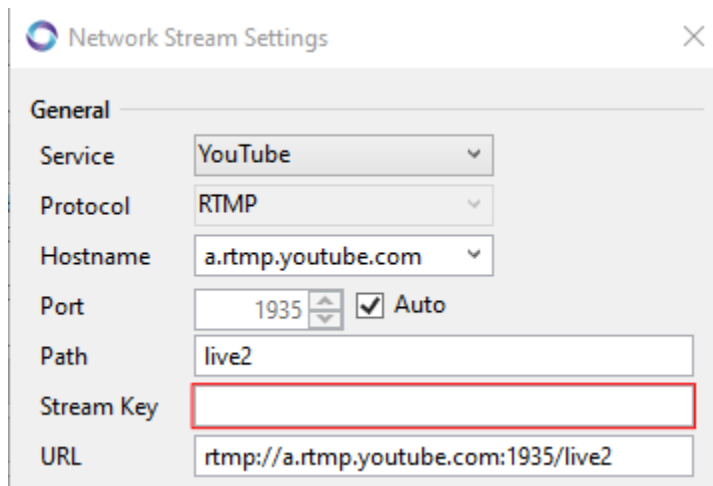 Network Stream Settings
General
Service YouTube
Protocol RTMP
Hostname a.rtmp.youtube.com
Port 1935 Auto
Path live2
Stream Key
URL rtmp://a.rtmp.youtube.com:1935/live2